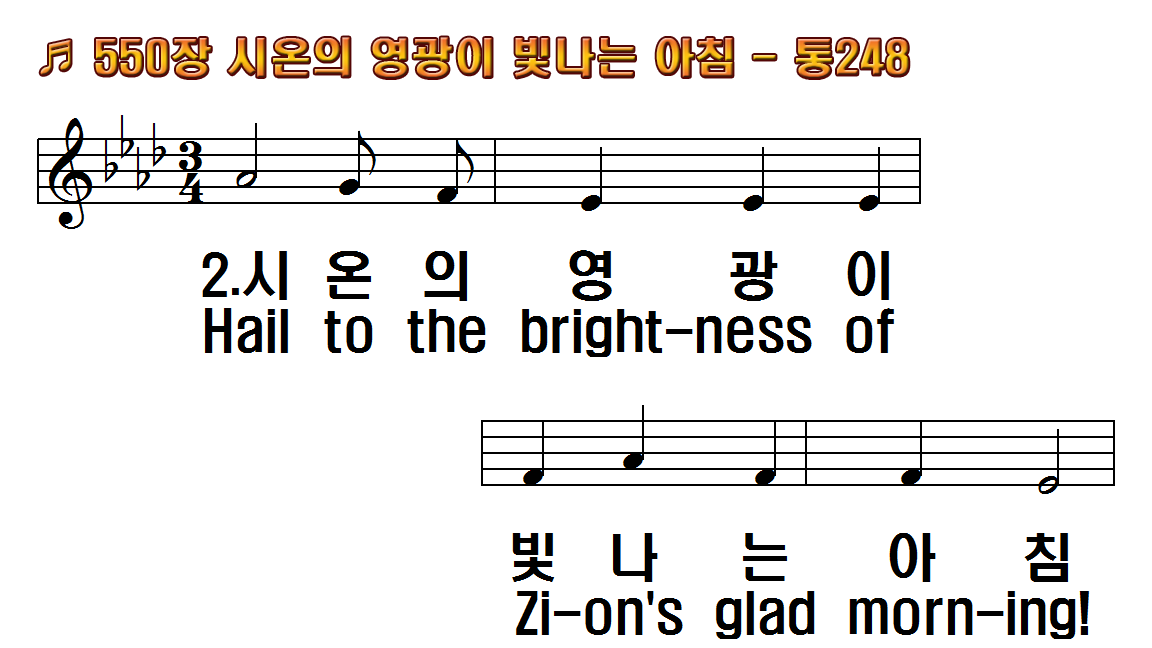 ♬ 550장 시온의 영광이 빛나는 아침 - 통248
3
4
2.시 온 의 영 광 이
Hail to the bright-ness of
빛 나 는 아 침
Zi-on's glad morn-ing!